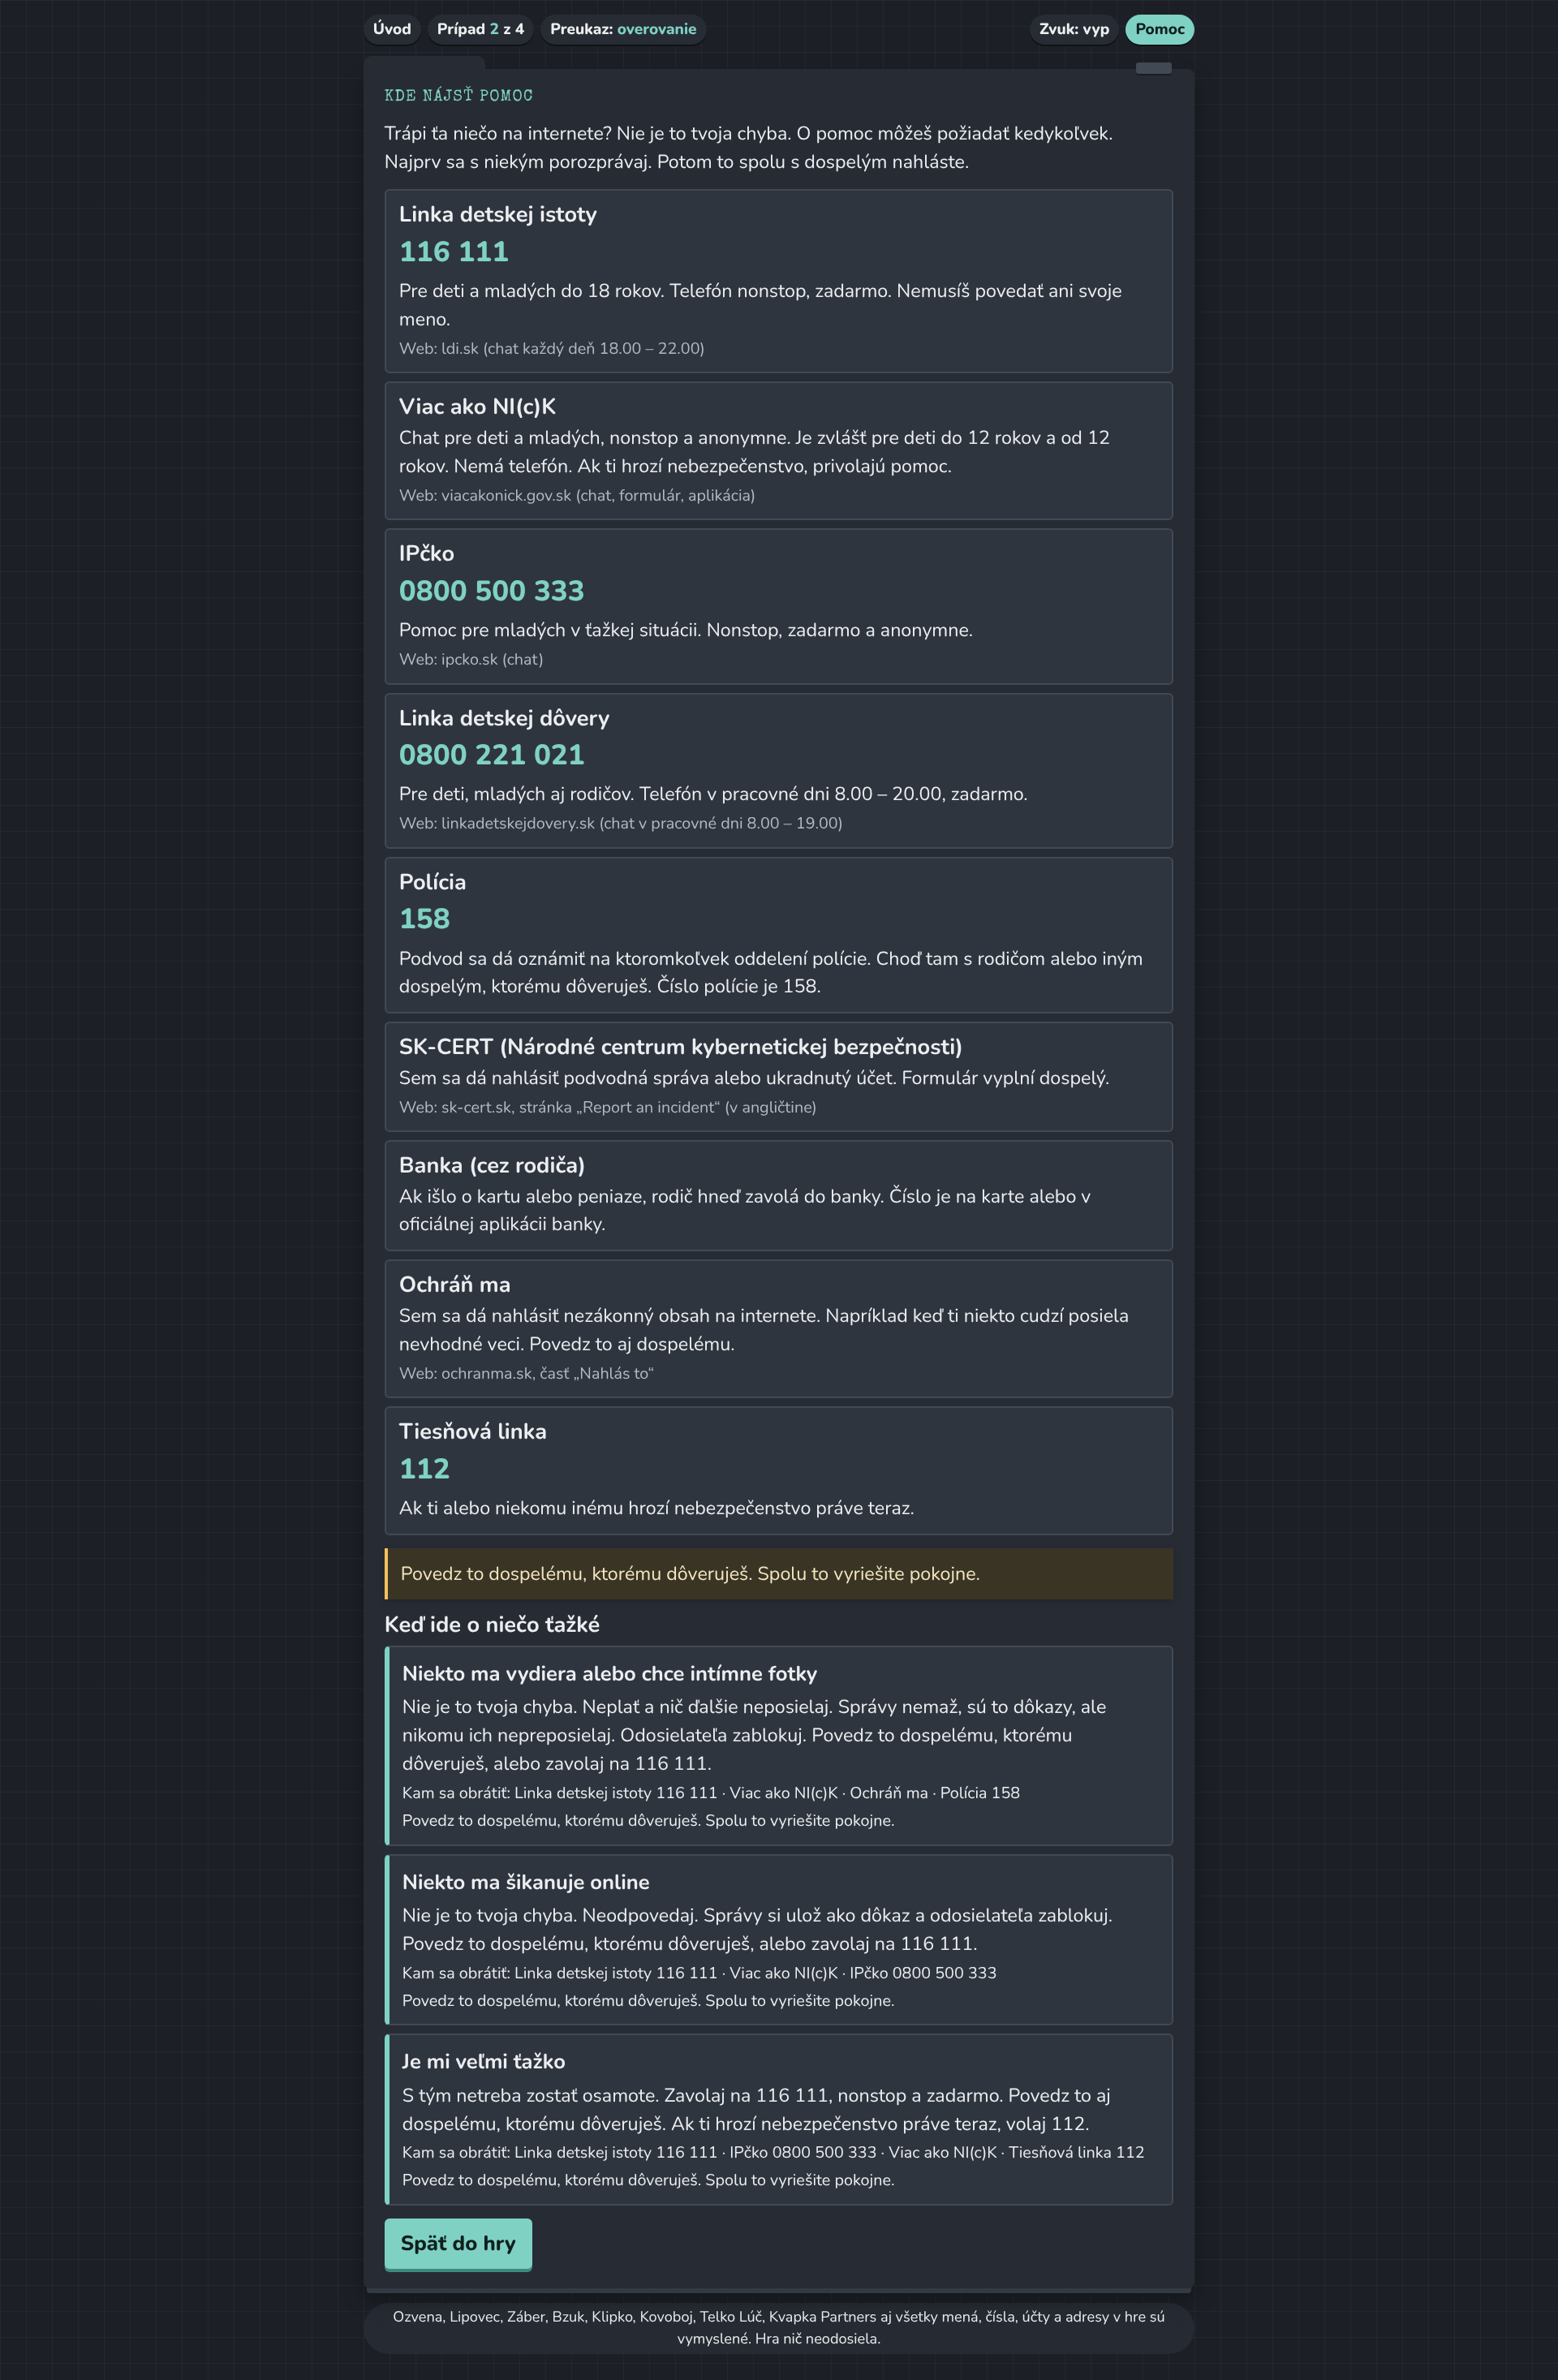 Úvod
Prípad 2 z 4
Preukaz: overovanie
Zvuk: vyp
Pomoc
KDE NÁJSŤ POMOC
Trápi ťa niečo na internete? Nie je to tvoja chyba. O pomoc môžeš požiadať kedykoľvek.
Najprv sa s niekým porozprávaj. Potom to spolu s dospelým nahláste.
Linka detskej istoty
116 111
Pre deti a mladých do 18 rokov. Telefón nonstop, zadarmo. Nemusíš povedať ani svoje
meno.
Web: ldi.sk (chat každý deň 18.00 – 22.00)
Viac ako NI(c)K
Chat pre deti a mladých, nonstop a anonymne. Je zvlášť pre deti do 12 rokov a od 12
rokov. Nemá telefón. Ak ti hrozí nebezpečenstvo, privolajú pomoc.
Web: viacakonick.gov.sk (chat, formulár, aplikácia)
IPčko
0800 500 333
Pomoc pre mladých v ťažkej situácii. Nonstop, zadarmo a anonymne.
Web: ipcko.sk (chat)
Linka detskej dôvery
0800 221 021
Pre deti, mladých aj rodičov. Telefón v pracovné dni 8.00 – 20.00, zadarmo.
Web: linkadetskejdovery.sk (chat v pracovné dni 8.00 – 19.00)
Polícia
158
Podvod sa dá oznámiť na ktoromkoľvek oddelení polície. Choď tam s rodičom alebo iným
dospelým, ktorému dôveruješ. Číslo polície je 158.
SK-CERT (Národné centrum kybernetickej bezpečnosti)
Sem sa dá nahlásiť podvodná správa alebo ukradnutý účet. Formulár vyplní dospelý.
Web: sk-cert.sk, stránka „Report an incident“ (v angličtine)
Banka (cez rodiča)
Ak išlo o kartu alebo peniaze, rodič hneď zavolá do banky. Číslo je na karte alebo v
oficiálnej aplikácii banky.
Ochráň ma
Sem sa dá nahlásiť nezákonný obsah na internete. Napríklad keď ti niekto cudzí posiela
nevhodné veci. Povedz to aj dospelému.
Web: ochranma.sk, časť „Nahlás to“
Tiesňová linka
112
Ak ti alebo niekomu inému hrozí nebezpečenstvo práve teraz.
Povedz to dospelému, ktorému dôveruješ. Spolu to vyriešite pokojne.
Keď ide o niečo ťažké
Niekto ma vydiera alebo chce intímne fotky
Nie je to tvoja chyba. Neplať a nič ďalšie neposielaj. Správy nemaž, sú to dôkazy, ale
nikomu ich nepreposielaj. Odosielateľa zablokuj. Povedz to dospelému, ktorému
dôveruješ, alebo zavolaj na 116 111.
Kam sa obrátiť: Linka detskej istoty 116 111 · Viac ako NI(c)K · Ochráň ma · Polícia 158
Povedz to dospelému, ktorému dôveruješ. Spolu to vyriešite pokojne.
Niekto ma šikanuje online
Nie je to tvoja chyba. Neodpovedaj. Správy si ulož ako dôkaz a odosielateľa zablokuj.
Povedz to dospelému, ktorému dôveruješ, alebo zavolaj na 116 111.
Kam sa obrátiť: Linka detskej istoty 116 111 · Viac ako NI(c)K · IPčko 0800 500 333
Povedz to dospelému, ktorému dôveruješ. Spolu to vyriešite pokojne.
Je mi veľmi ťažko
S tým netreba zostať osamote. Zavolaj na 116 111, nonstop a zadarmo. Povedz to aj
dospelému, ktorému dôveruješ. Ak ti hrozí nebezpečenstvo práve teraz, volaj 112.
Kam sa obrátiť: Linka detskej istoty 116 111 · IPčko 0800 500 333 · Viac ako NI(c)K · Tiesňová linka 112
Povedz to dospelému, ktorému dôveruješ. Spolu to vyriešite pokojne.
Späť do hry
Ozvena, Lipovec, Záber, Bzuk, Klipko, Kovoboj, Telko Lúč, Kvapka Partners aj všetky mená, čísla, účty a adresy v hre sú
vymyslené. Hra nič neodosiela.